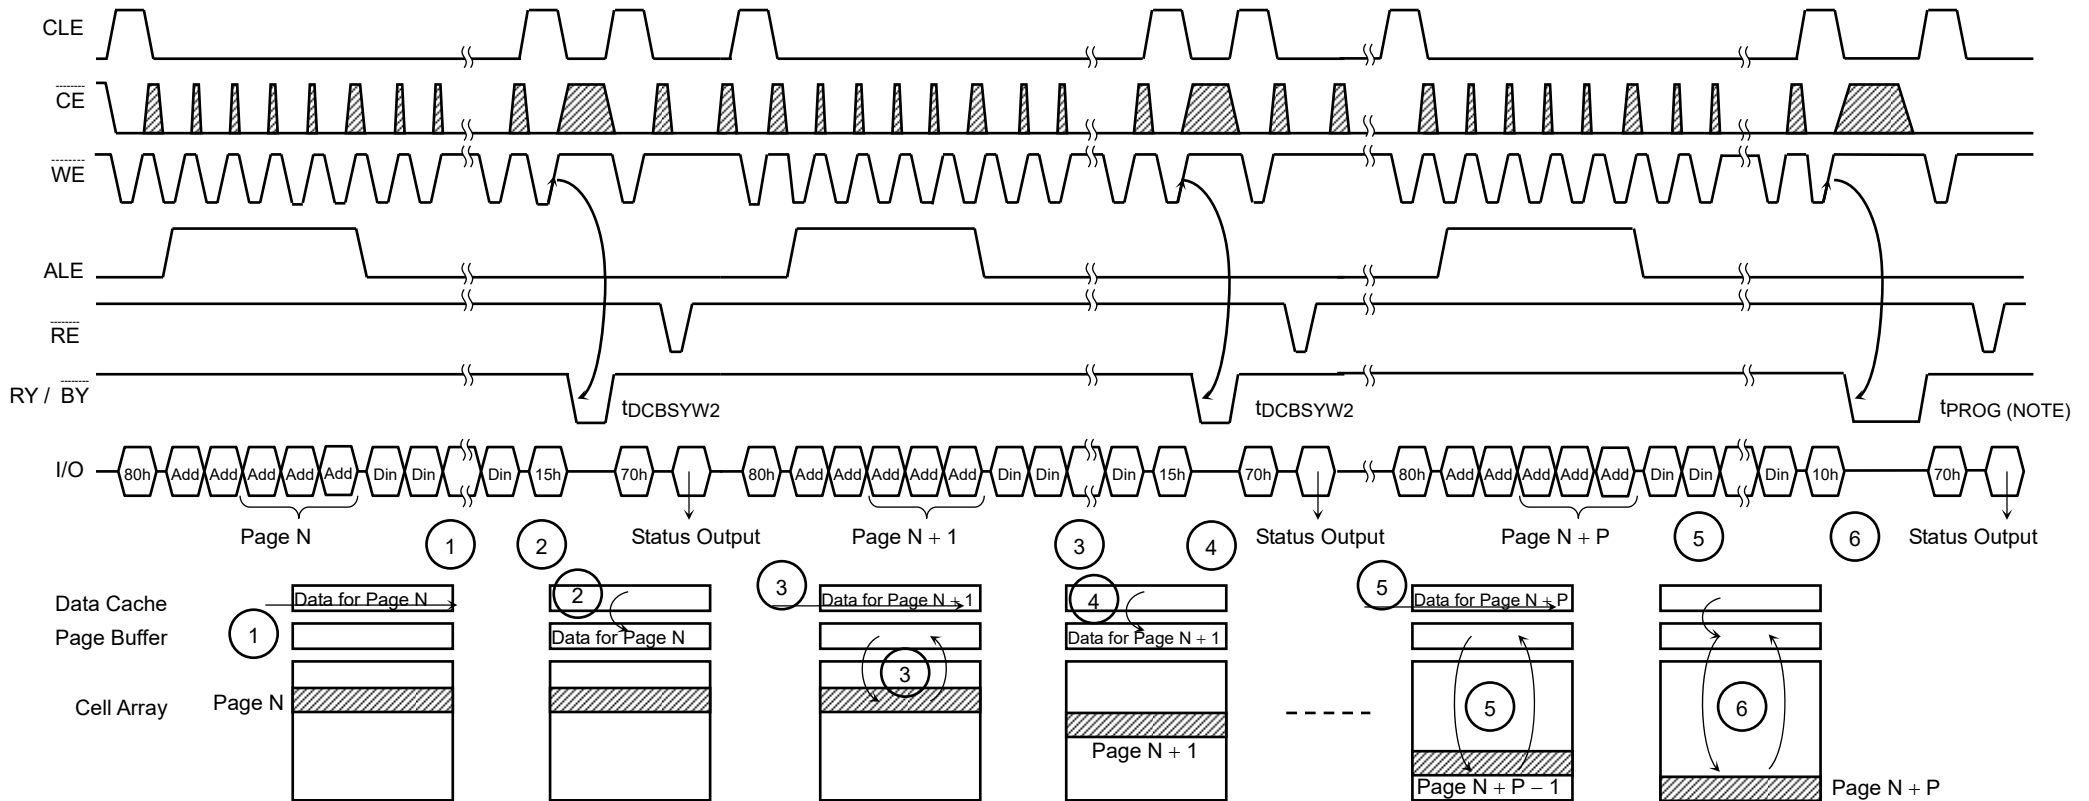 CLE
CE
WE
ALE
RE
RY / BY
tDCBSYW2 tDCBSYW2 tPROG (NOTE)
I/O 80h Add Add Add Add Add Din Din Din 15h 70h 80h Add Add Add Add Add Din Din Din 15h 70h 80h Add Add Add Add Add Din Din Din 10h 70h
Page N 1 2 Status Output Page N + 1 3 4 Status Output Page N + P 5 6 Status Output
Data Cache Data for Page N 2 3 Data for Page N + 1 4 5 Data for Page N + P
Page Buffer 1 Data for Page N Data for Page N + 1
3 5 6
Cell Array Page N
Page N + 1
Page N + P − 1 Page N + P